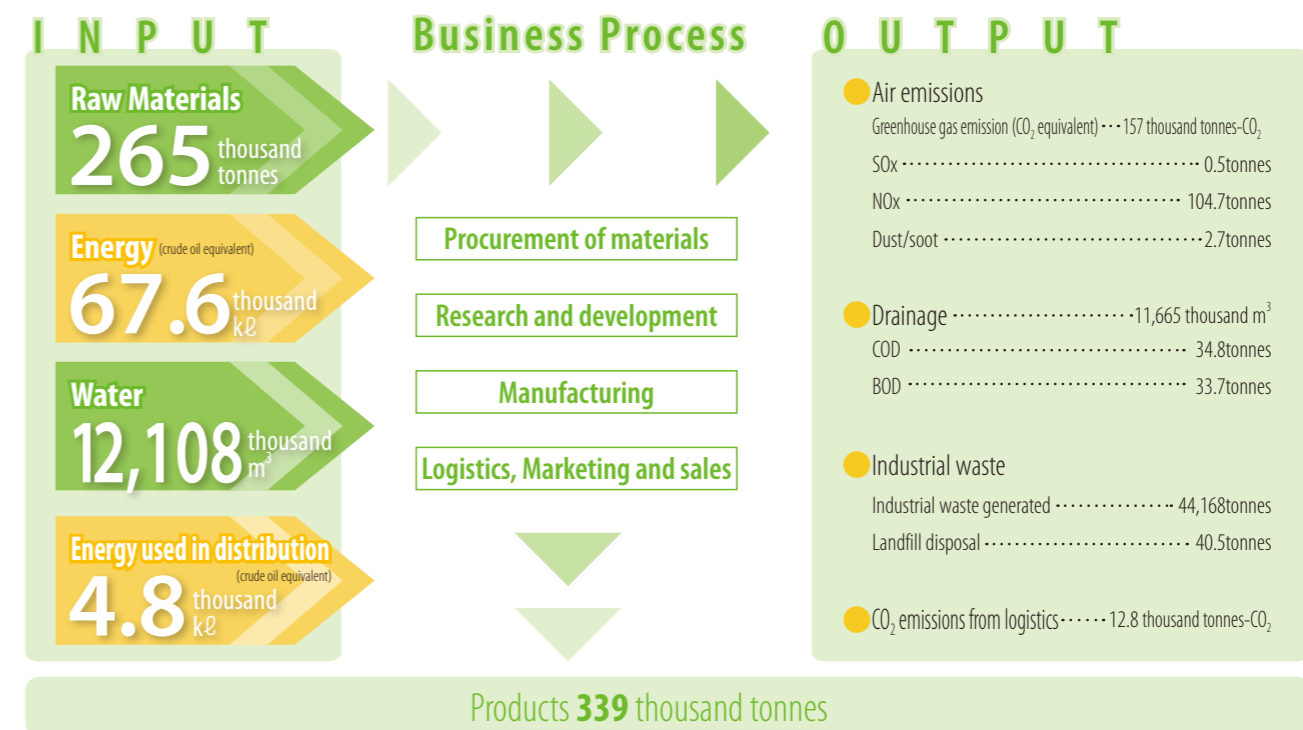 INPUT
Raw Materials
265 thousand tonnes
Energy (crude oil equivalent)
67.6 thousand kℓ
Water
12,108 thousand m³
Energy used in distribution
(crude oil equivalent)
4.8 thousand kℓ
Business Process
Procurement of materials
Research and development
Manufacturing
Logistics, Marketing and sales
OUTPUT
Air emissions
Greenhouse gas emission (CO₂ equivalent) ··· 157 thousand tonnes-CO₂
SOx ··· 0.5tonnes
NOx ··· 104.7tonnes
Dust/soot ··· 2.7tonnes
Drainage ··· 11,665 thousand m³
COD ··· 34.8tonnes
BOD ··· 33.7tonnes
Industrial waste
Industrial waste generated ··· 44,168tonnes
Landfill disposal ··· 40.5tonnes
CO₂ emissions from logistics ······ 12.8 thousand tonnes-CO₂
Products 339 thousand tonnes